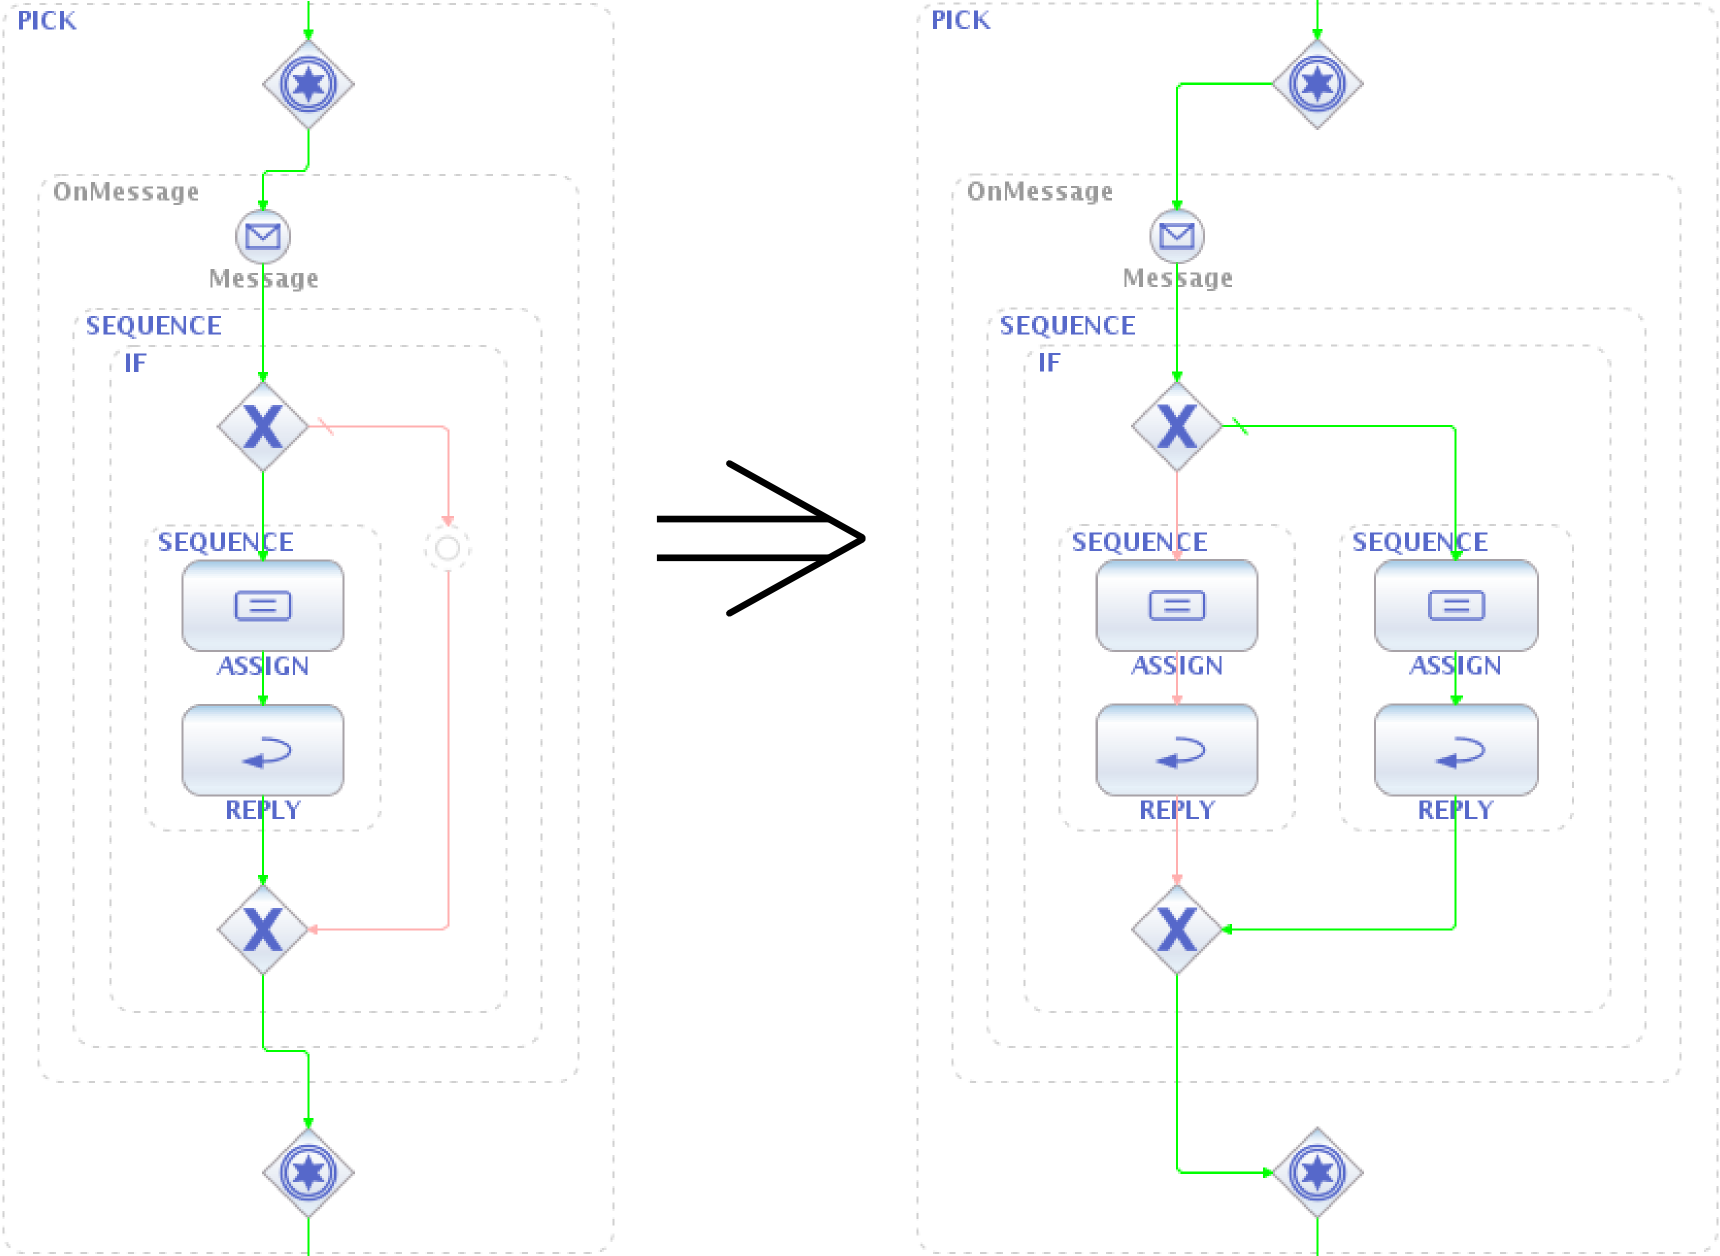 PICK
OnMessage
Message
SEQUENCE
IF
SEQUENCE
ASSIGN
REPLY
PICK
OnMessage
Message
SEQUENCE
IF
SEQUENCE
SEQUENCE
ASSIGN
ASSIGN
REPLY
REPLY